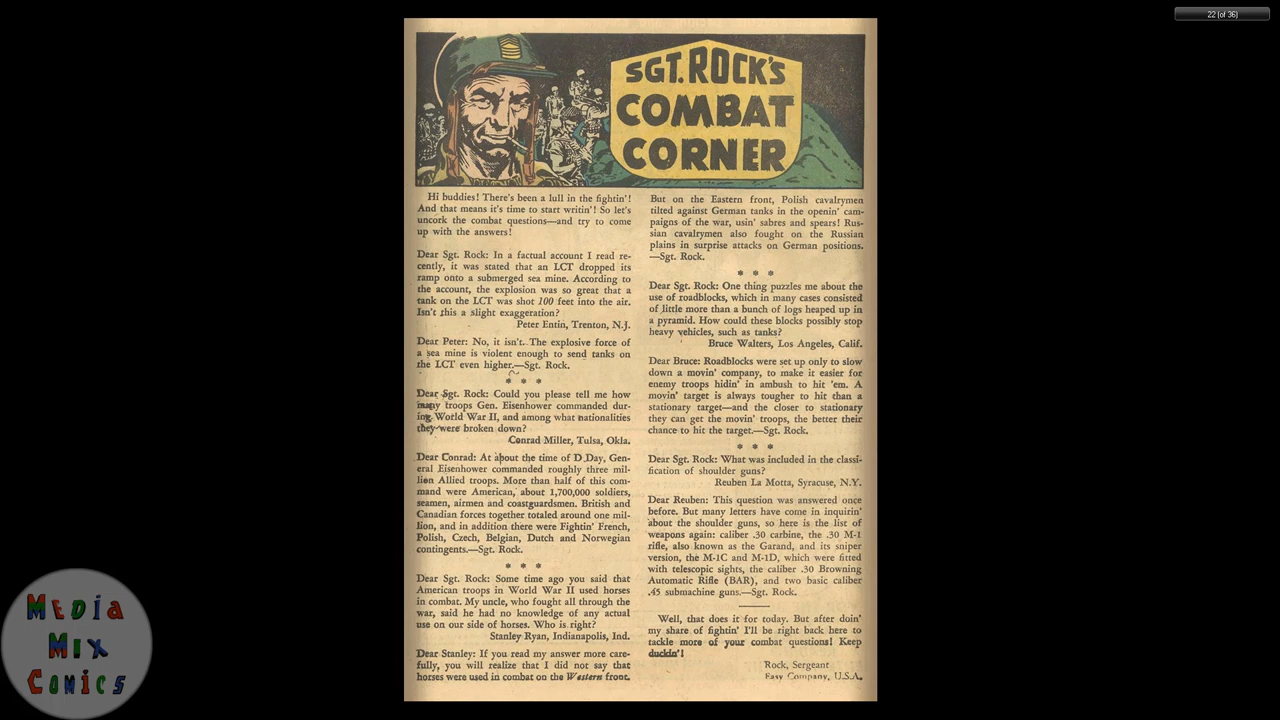 22 (of 36)
SGT. ROCK'S
COMBAT
CORNER
Hi buddies! There's been a lull in the fightin'!
And that means it's time to start writin'! So let's
uncork the combat questions—and try to come
up with the answers!
Dear Sgt. Rock: In a factual account I read re-
cently, it was stated that an LCT dropped its
ramp onto a submerged sea mine. According to
the account, the explosion was so great that a
tank on the LCT was shot 100 feet into the air.
Isn't this a slight exaggeration?
Peter Entin, Trenton, N.J.
Dear Peter: No, it isn't. The explosive force of
a sea mine is violent enough to send tanks on
the LCT even higher.—Sgt. Rock.
* * *
Dear Sgt. Rock: Could you please tell me how
many troops Gen. Eisenhower commanded dur-
ing World War II, and among what nationalities
they were broken down?
Conrad Miller, Tulsa, Okla.
Dear Conrad: At about the time of D Day, Gen-
eral Eisenhower commanded roughly three mil-
lion Allied troops. More than half of this com-
mand were American, about 1,700,000 soldiers,
seamen, airmen and coastguardsmen. British and
Canadian forces together totaled around one mil-
lion, and in addition there were Fightin' French,
Polish, Czech, Belgian, Dutch and Norwegian
contingents.—Sgt. Rock.
* * *
Dear Sgt. Rock: Some time ago you said that
American troops in World War II used horses
in combat. My uncle, who fought all through the
war, said he had no knowledge of any actual
use on our side of horses. Who is right?
Stanley Ryan, Indianapolis, Ind.
Dear Stanley: If you read my answer more care-
fully, you will realize that I did not say that
horses were used in combat on the Western front.
But on the Eastern front, Polish cavalrymen
tilted against German tanks in the openin' cam-
paigns of the war, usin' sabres and spears! Rus-
sian cavalrymen also fought on the Russian
plains in surprise attacks on German positions.
—Sgt. Rock.
* * *
Dear Sgt. Rock: One thing puzzles me about the
use of roadblocks, which in many cases consisted
of little more than a bunch of logs heaped up in
a pyramid. How could these blocks possibly stop
heavy vehicles, such as tanks?
Bruce Walters, Los Angeles, Calif.
Dear Bruce: Roadblocks were set up only to slow
down a movin' company, to make it easier for
enemy troops hidin' in ambush to hit 'em. A
movin' target is always tougher to hit than a
stationary target—and the closer to stationary
they can get the movin' troops, the better their
chance to hit the target.—Sgt. Rock.
* * *
Dear Sgt. Rock: What was included in the classi-
fication of shoulder guns?
Reuben La Motta, Syracuse, N.Y.
Dear Reuben: This question was answered once
before. But many letters have come in inquirin'
about the shoulder guns, so here is the list of
weapons again: caliber .30 carbine, the .30 M-1
rifle, also known as the Garand, and its sniper
version, the M-1C and M-1D, which were fitted
with telescopic sights, the caliber .30 Browning
Automatic Rifle (BAR), and two basic caliber
.45 submachine guns.—Sgt. Rock.
Well, that does it for today. But after doin'
my share of fightin' I'll be right back here to
tackle more of your combat questions! Keep
duckin'!
Rock, Sergeant
Easy Company, U.S.A.
MEDIA
MIX
COMICS